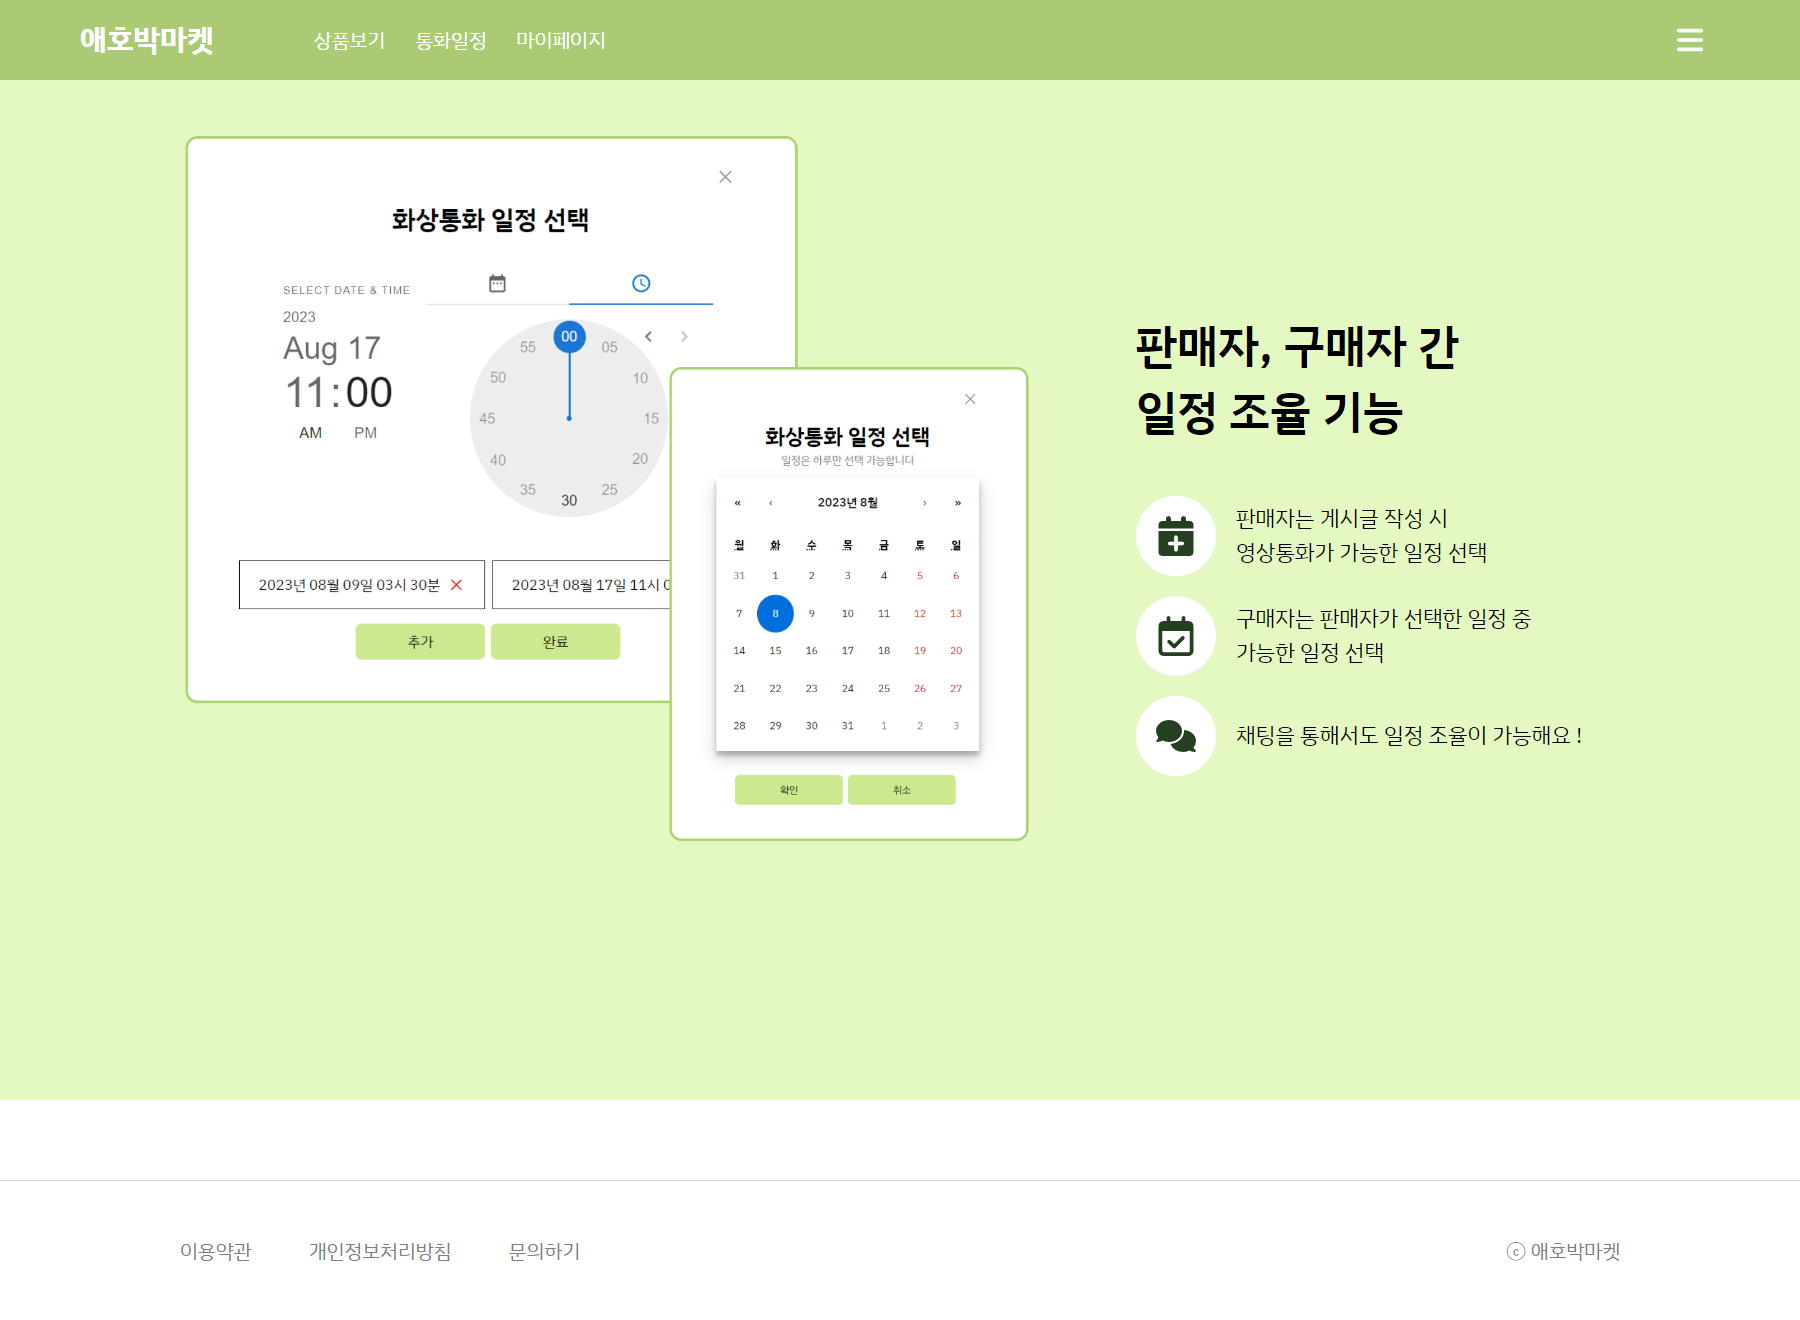 애호박마켓
상품보기 통화일정 마이페이지
화상통화 일정 선택
SELECT DATE & TIME
2023
Aug 17
11:00
AM PM
00
05
10
15
20
25
30
35
40
45
50
55
2023년 08월 09일 03시 30분
2023년 08월 17일 11시 0
추가 완료
화상통화 일정 선택
일정은 하루만 선택 가능합니다
« ‹ 2023년 8월 › »
월 화 수 목 금 토 일
31 1 2 3 4 5 6
7 8 9 10 11 12 13
14 15 16 17 18 19 20
21 22 23 24 25 26 27
28 29 30 31 1 2 3
확인 취소
판매자, 구매자 간
일정 조율 기능
판매자는 게시글 작성 시
영상통화가 가능한 일정 선택
구매자는 판매자가 선택한 일정 중
가능한 일정 선택
채팅을 통해서도 일정 조율이 가능해요 !
이용약관 개인정보처리방침 문의하기
ⓒ 애호박마켓